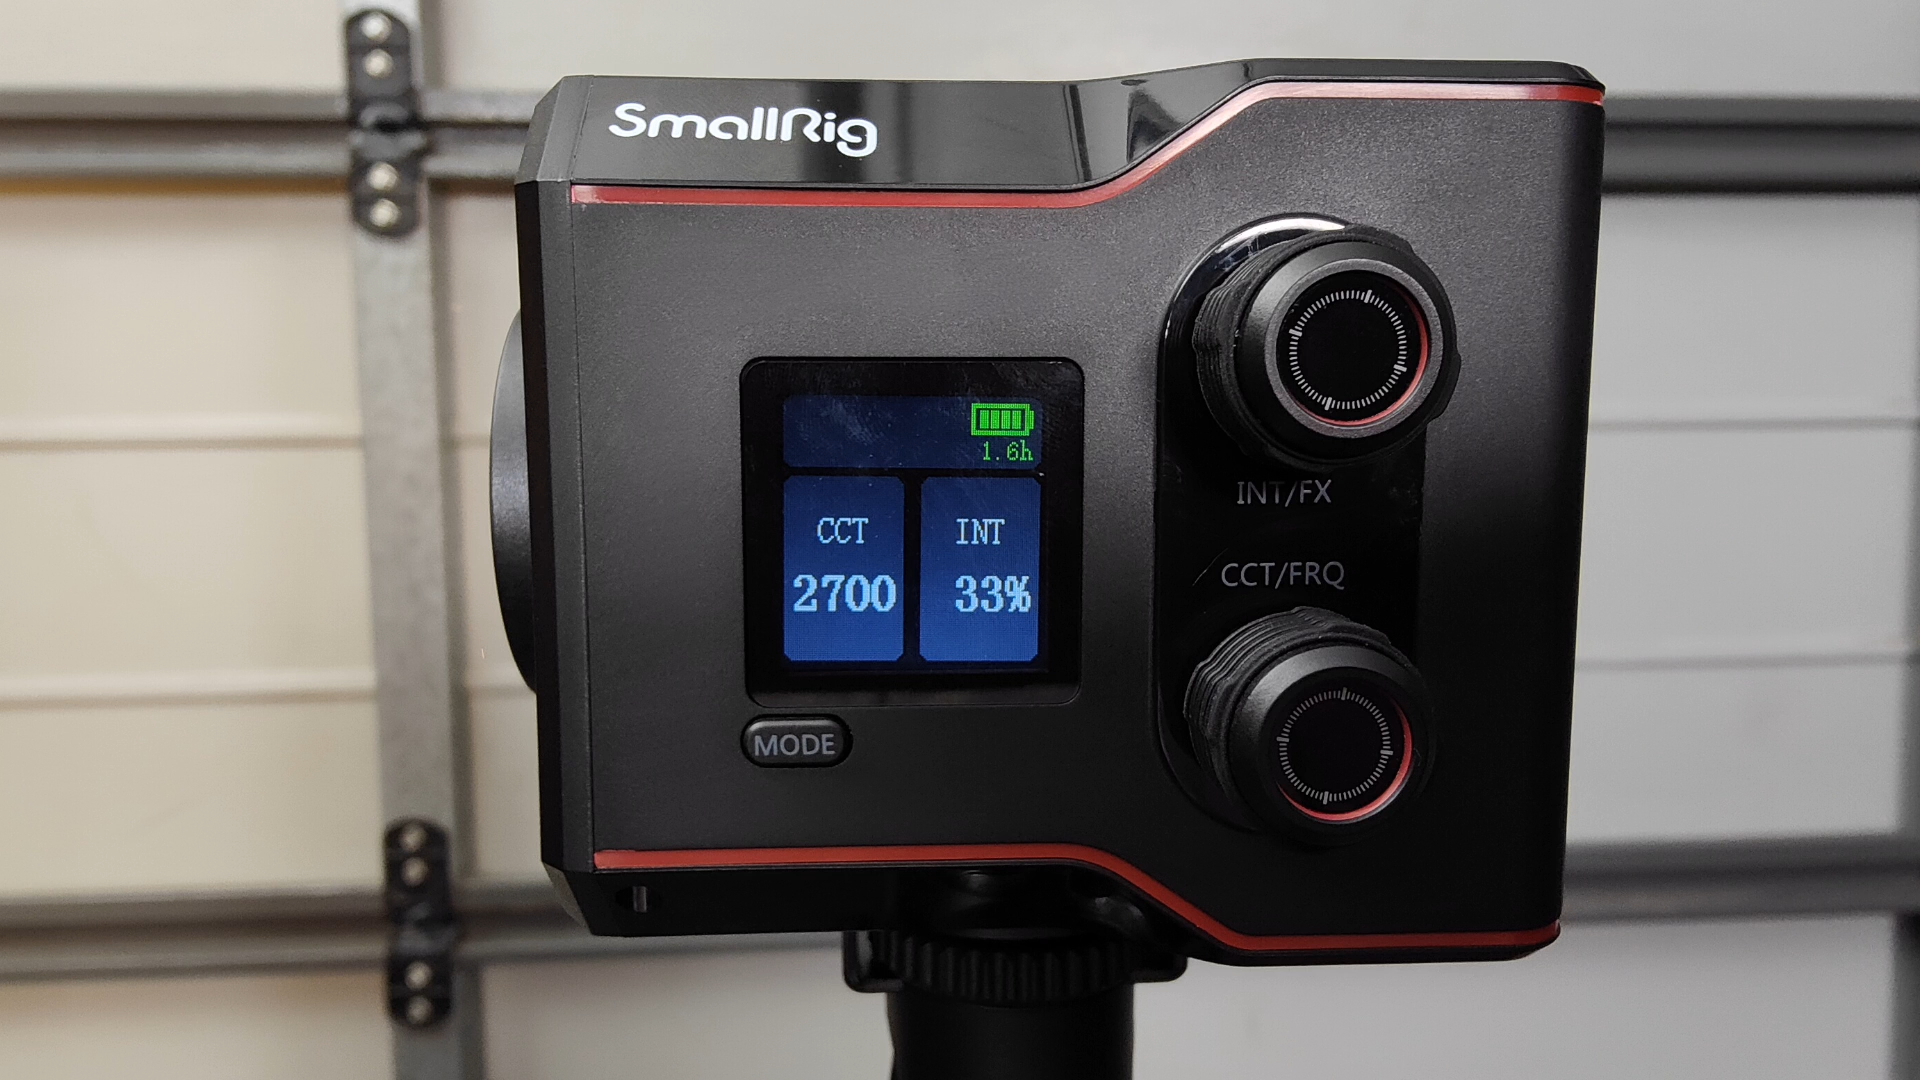 SmallRig
1.6h
CCT INT
2700 33%
INT/FX
CCT/FRQ
MODE